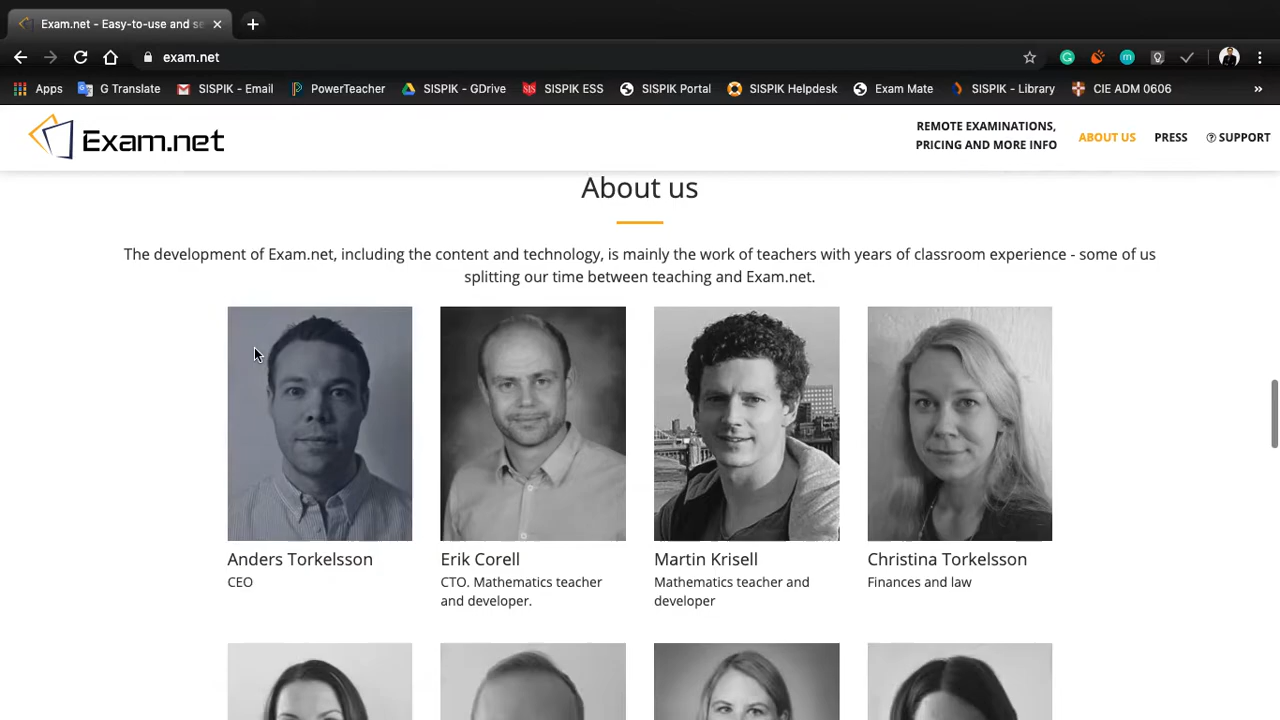 Exam.net - Easy-to-use and se
exam.net
Apps G Translate SISPIK - Email PowerTeacher SISPIK - GDrive SISPIK ESS SISPIK Portal SISPIK Helpdesk Exam Mate SISPIK - Library CIE ADM 0606 »
Exam.net
REMOTE EXAMINATIONS,
PRICING AND MORE INFO
ABOUT US PRESS SUPPORT
About us
The development of Exam.net, including the content and technology, is mainly the work of teachers with years of classroom experience - some of us
splitting our time between teaching and Exam.net.
Anders Torkelsson
CEO
Erik Corell
CTO. Mathematics teacher
and developer.
Martin Krisell
Mathematics teacher and
developer
Christina Torkelsson
Finances and law